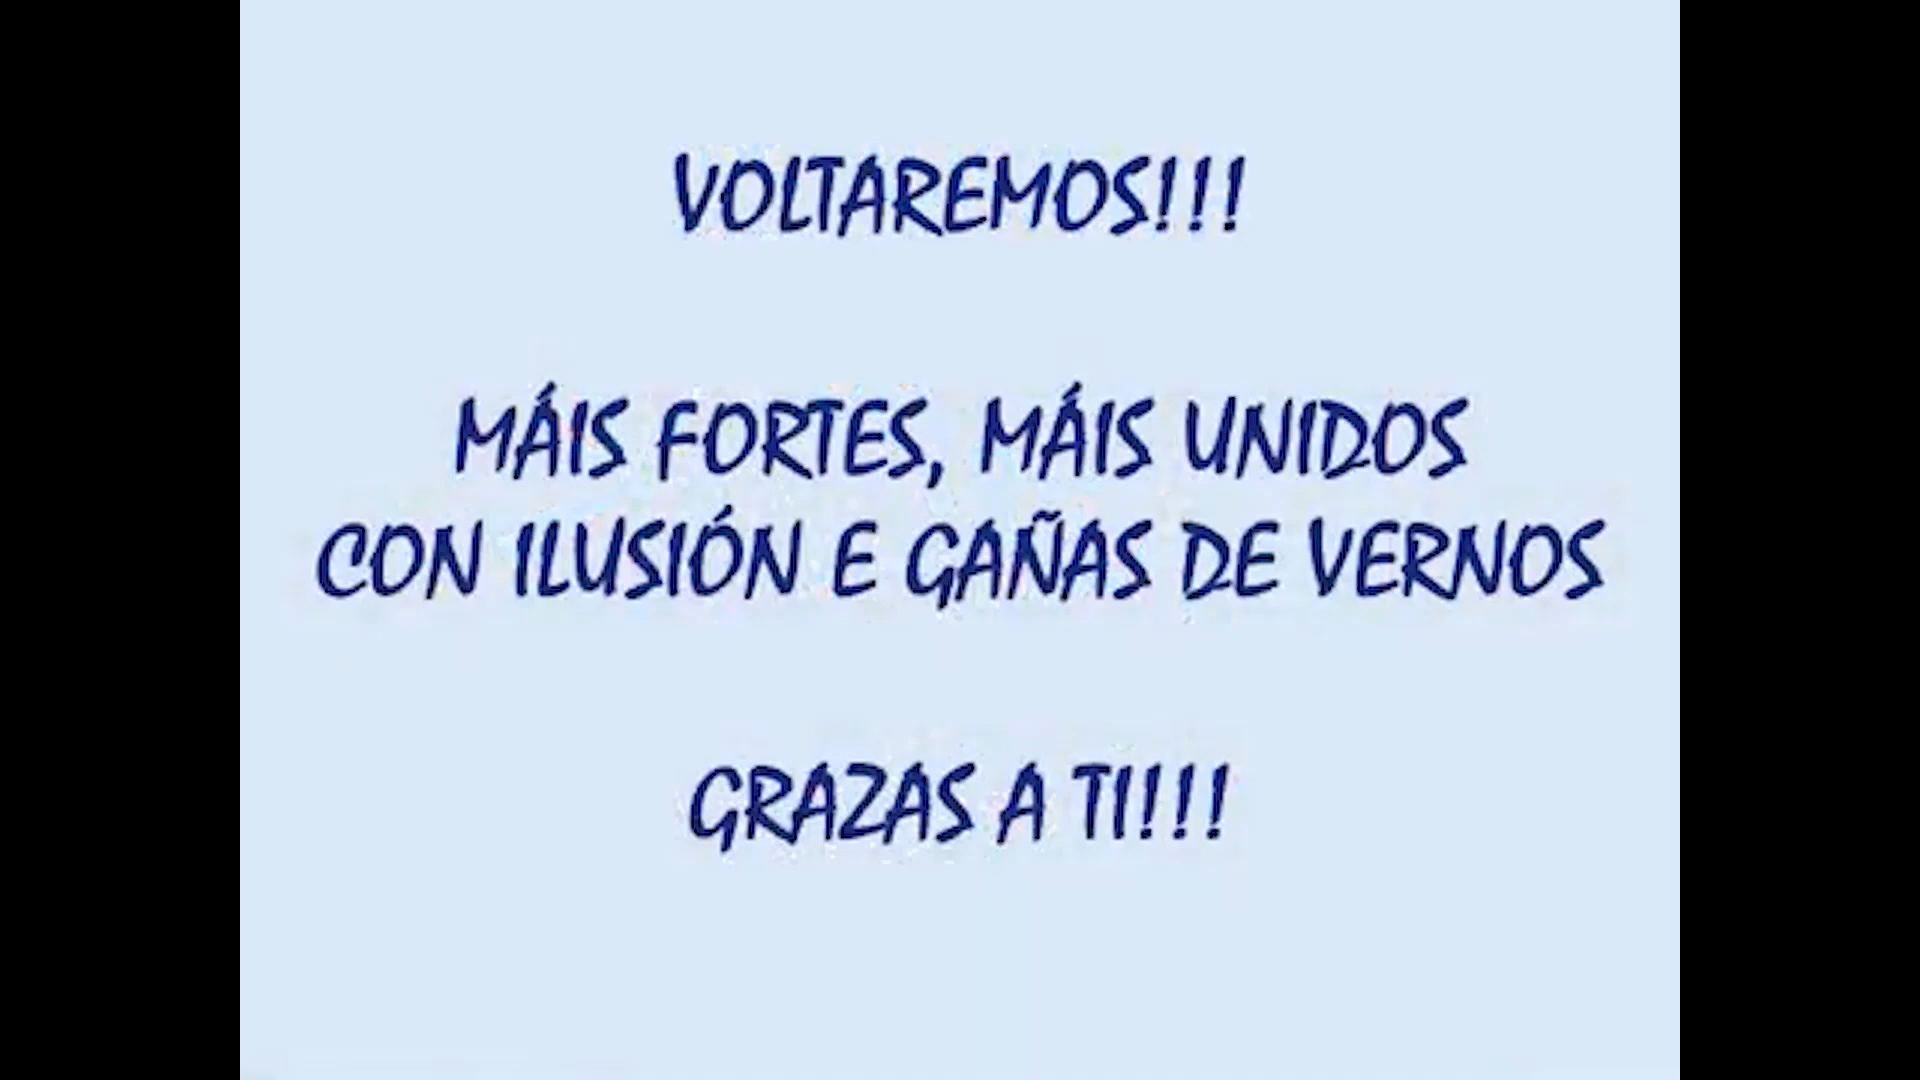 VOLTAREMOS!!!
MÁIS FORTES, MÁIS UNIDOS
CON ILUSIÓN E GAÑAS DE VERNOS
GRAZAS A TI!!!